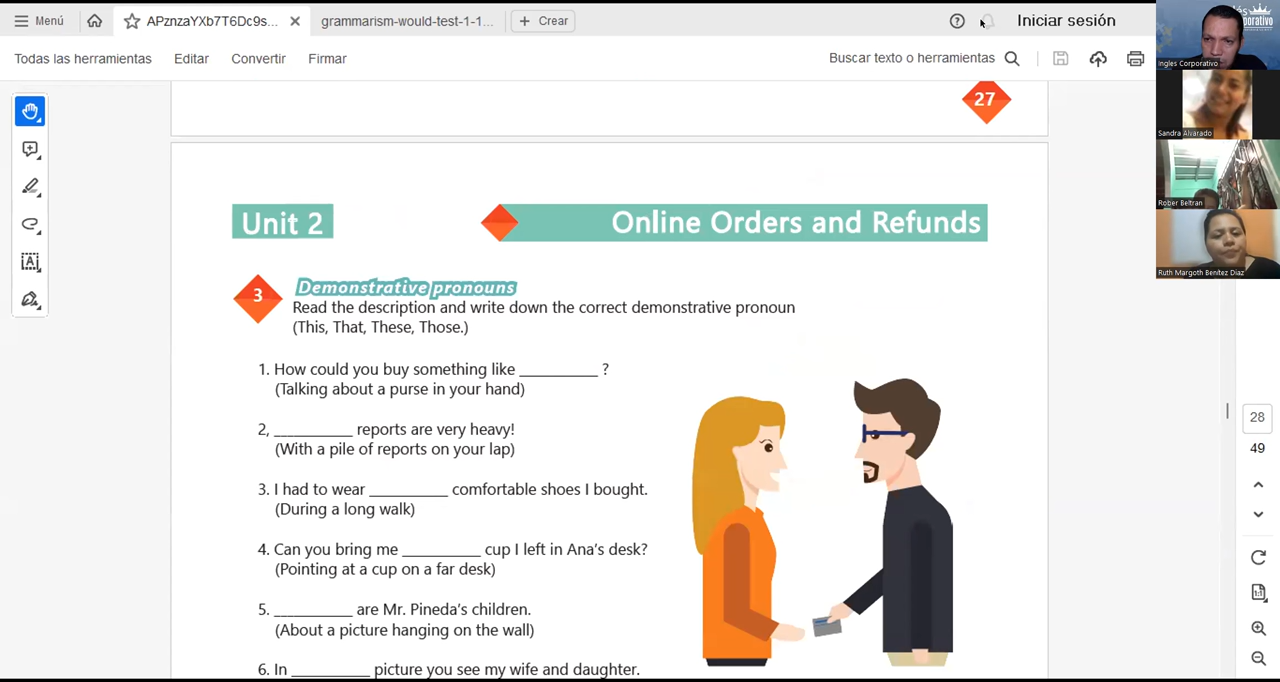 Menú
APznzaYXb7T6Dc9s...
grammarism-would-test-1-1...
Crear
Iniciar sesión
Todas las herramientas
Editar
Convertir
Firmar
Buscar texto o herramientas
27
Unit 2
Online Orders and Refunds
3
Demonstrative pronouns
Read the description and write down the correct demonstrative pronoun
(This, That, These, Those.)
1. How could you buy something like __________ ?
(Talking about a purse in your hand)
2, __________ reports are very heavy!
(With a pile of reports on your lap)
3. I had to wear __________ comfortable shoes I bought.
(During a long walk)
4. Can you bring me __________ cup I left in Ana's desk?
(Pointing at a cup on a far desk)
5. __________ are Mr. Pineda's children.
(About a picture hanging on the wall)
6. In __________ picture you see my wife and daughter.
28
49
Ingles Corporativo
Sandra Alvarado
Rober Beltran
Ruth Margoth Benítez Diaz